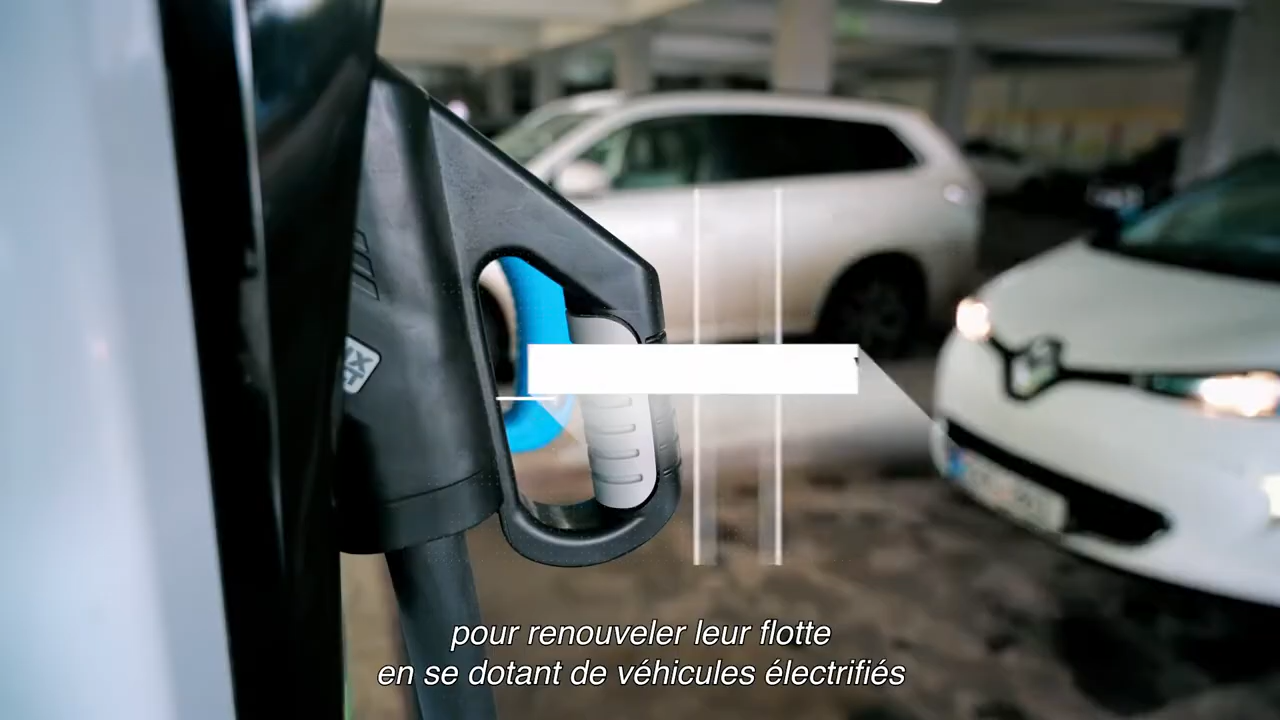 pour renouveler leur flotte
en se dotant de véhicules électrifiés